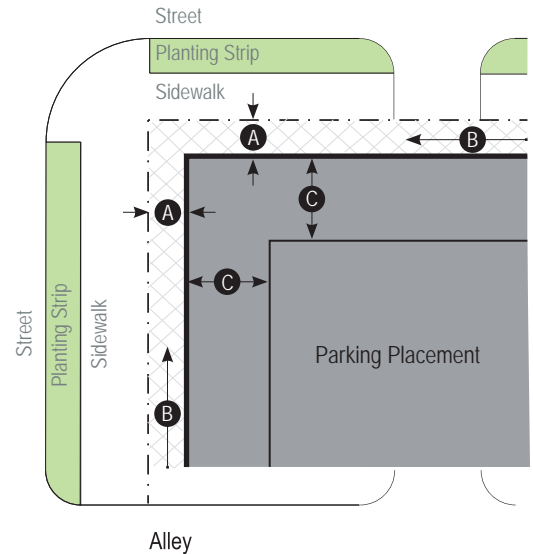 Street
Planting Strip
Sidewalk
A
B
A
C
C
Parking Placement
Street
Planting Strip
Sidewalk
B
Alley